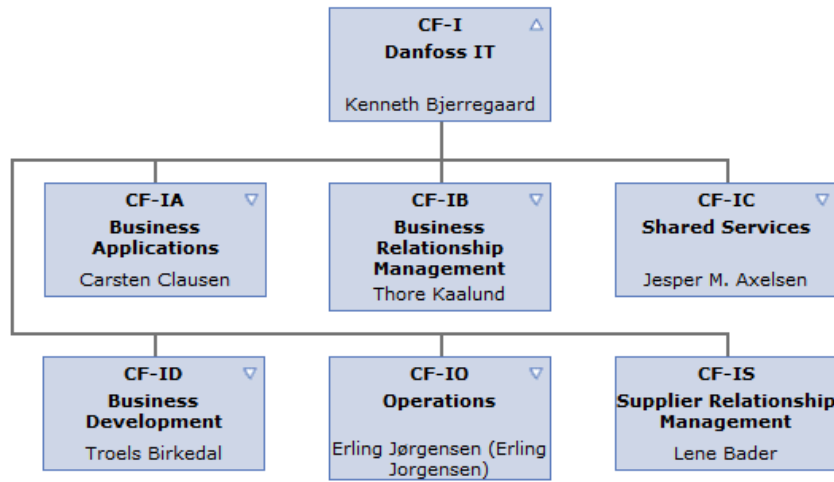 CF-I
Danfoss IT
Kenneth Bjerregaard
CF-IA
Business
Applications
Carsten Clausen
CF-IB
Business
Relationship
Management
Thore Kaalund
CF-IC
Shared Services
Jesper M. Axelsen
CF-ID
Business
Development
Troels Birkedal
CF-IO
Operations
Erling Jørgensen (Erling
Jorgensen)
CF-IS
Supplier Relationship
Management
Lene Bader